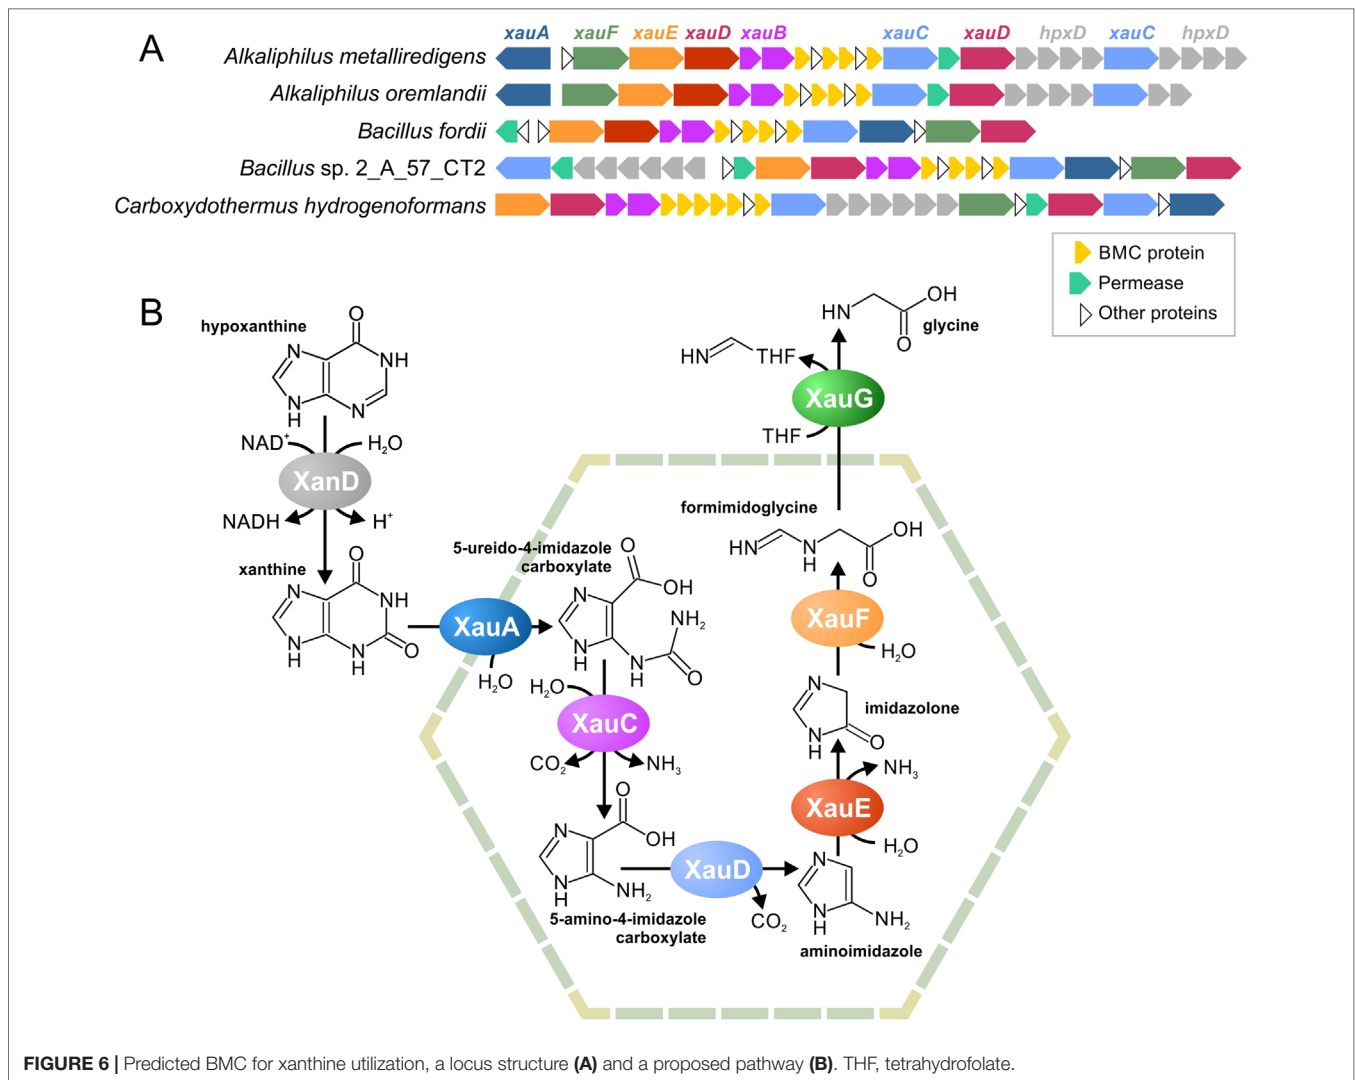 A
xauA xauF xauE xauD xauB xauC xauD hpxD xauC hpxD
Alkaliphilus metalliredigens
Alkaliphilus oremlandii
Bacillus fordii
Bacillus sp. 2_A_57_CT2
Carboxydothermus hydrogenoformans
BMC protein
Permease
Other proteins
B
hypoxanthine
O
N
NH
N
H
N
NAD⁺
H₂O
XanD
NADH
H⁺
xanthine
O
N
NH
N
H
N
H
O
XauA
H₂O
5-ureido-4-imidazole
carboxylate
O
OH
N
NH₂
N
H
N
H
O
H₂O
XauC
CO₂
NH₃
O
N
OH
N
H
NH₂
5-amino-4-imidazole
carboxylate
XauD
CO₂
N
N
H
NH₂
aminoimidazole
H₂O
XauE
NH₃
N
N
H
O
imidazolone
H₂O
XauF
formimidoglycine
HN
N
H
OH
O
THF
XauG
HN
THF
HN
OH
O
glycine
FIGURE 6 | Predicted BMC for xanthine utilization, a locus structure (A) and a proposed pathway (B). THF, tetrahydrofolate.